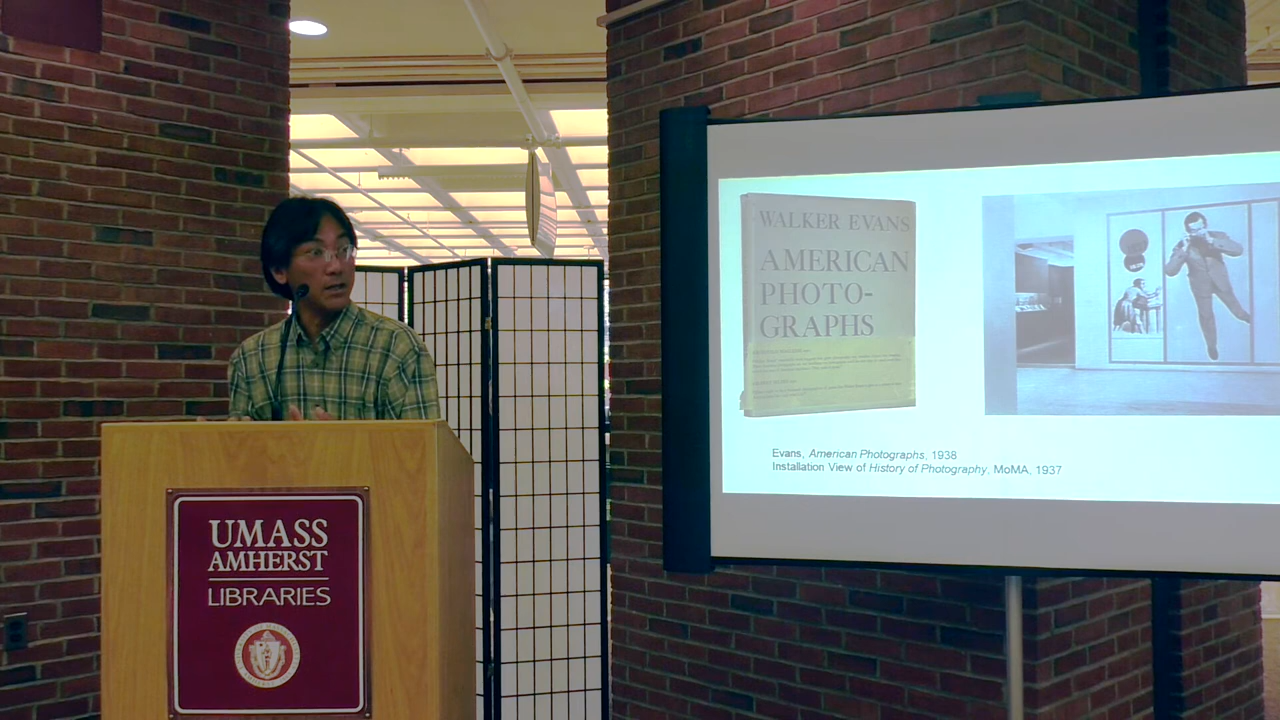 UMASS
AMHERST
LIBRARIES
WALKER EVANS
AMERICAN
PHOTO-
GRAPHS
Evans, American Photographs, 1938
Installation View of History of Photography, MoMA, 1937